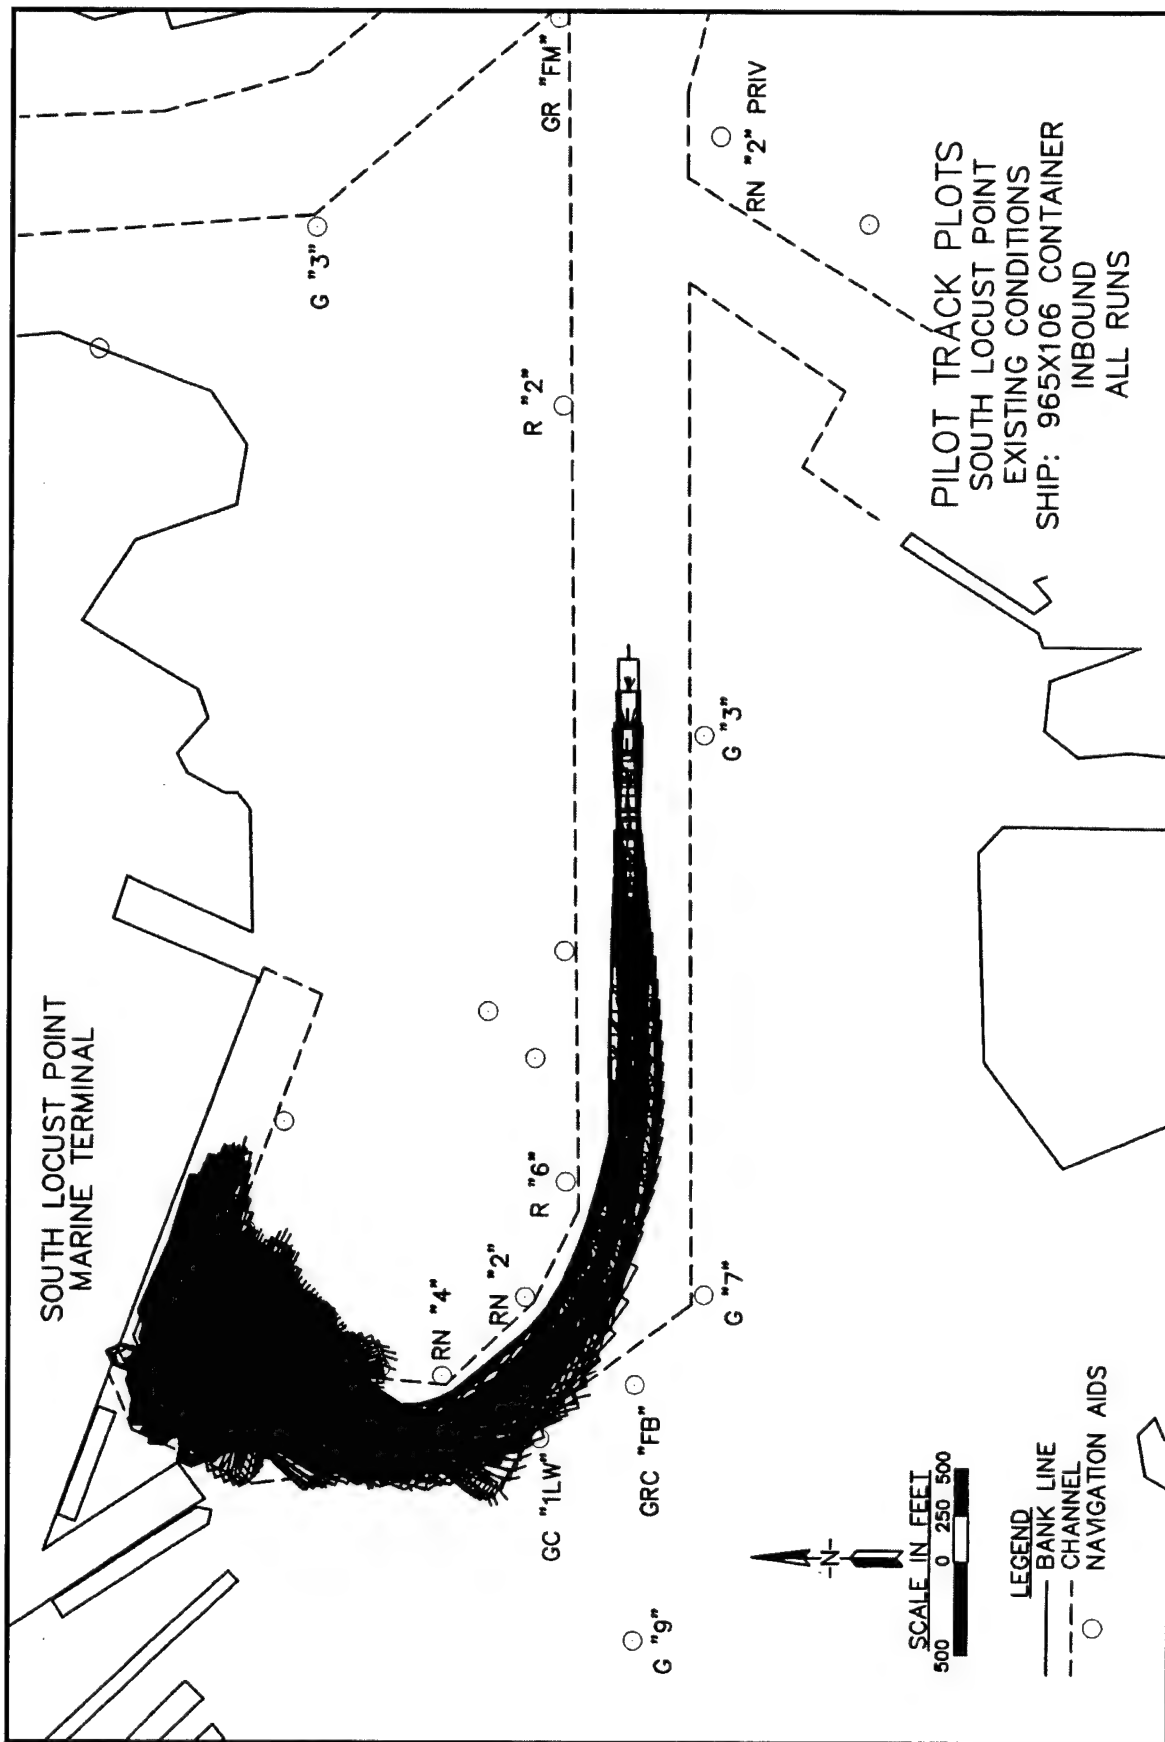 SOUTH LOCUST POINT
MARINE TERMINAL
G "3"
GR "FM"
R "2"
RN "2" PRIV
R "6"
RN "2"
RN "4"
G "3"
G "7"
GC "1LW"
GRC "FB"
G "9"
-N-
SCALE IN FEET
500 0 250 500
LEGEND
BANK LINE
CHANNEL
NAVIGATION AIDS
PILOT TRACK PLOTS
SOUTH LOCUST POINT
EXISTING CONDITIONS
SHIP: 965X106 CONTAINER
INBOUND
ALL RUNS